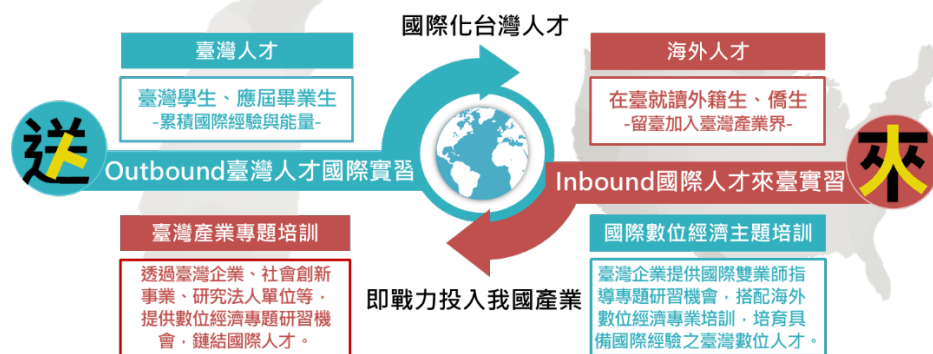 國際化台灣人才
臺灣人才
臺灣學生、應屆畢業生
-累積國際經驗與能量-
海外人才
在臺就讀外籍生、僑生
-留臺加入臺灣產業界-
送
Outbound臺灣人才國際實習
Inbound國際人才來臺實習
來
臺灣產業專題培訓
透過臺灣企業、社會創新
事業、研究法人單位等，
提供數位經濟專題研習機
會，鏈結國際人才。
即戰力投入我國產業
國際數位經濟主題培訓
臺灣企業提供國際雙業師指
導專題研習機會，搭配海外
數位經濟專業培訓，培育具
備國際經驗之臺灣數位人才。